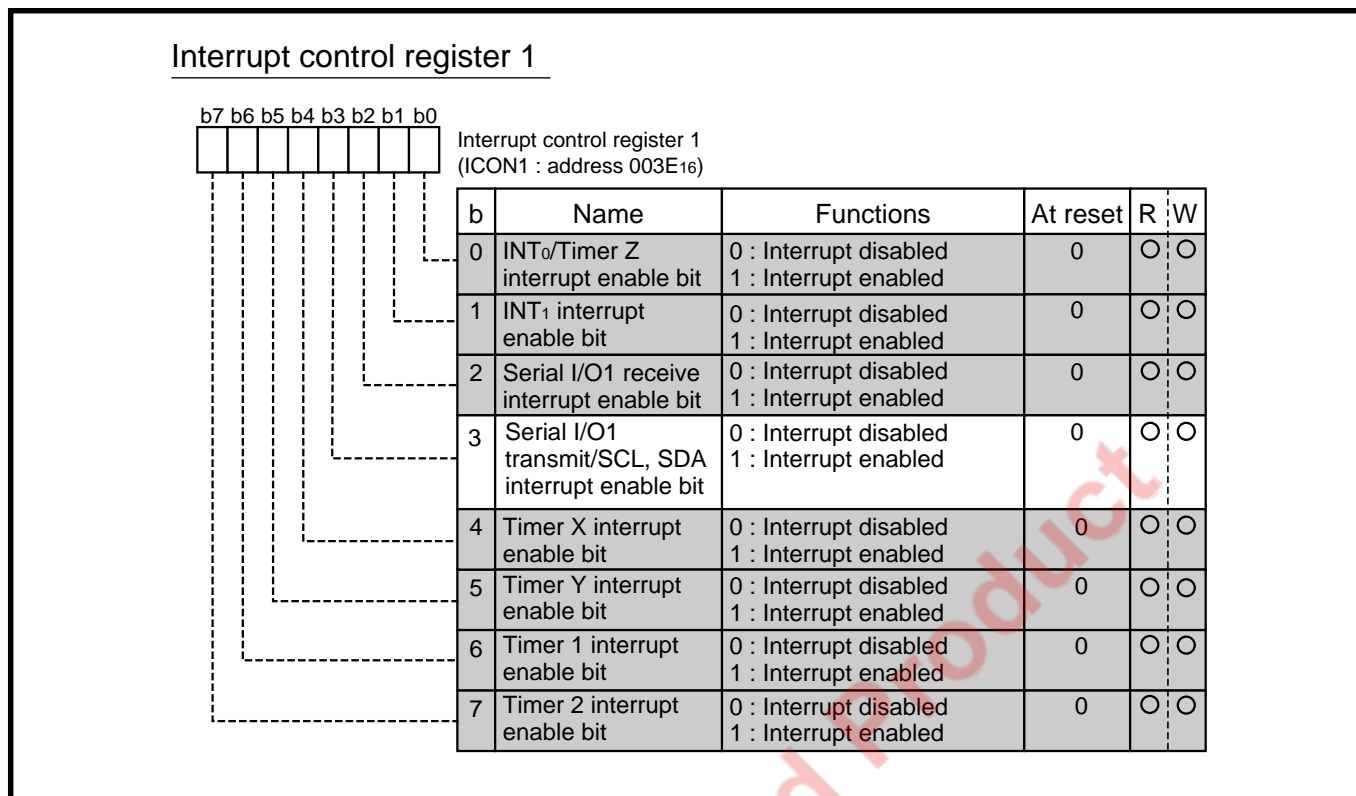 Interrupt control register 1
b7 b6 b5 b4 b3 b2 b1 b0
Interrupt control register 1
(ICON1 : address 003E16)
b Name Functions At reset R W
0 INT0/Timer Z 0 : Interrupt disabled 0 O O
interrupt enable bit 1 : Interrupt enabled
1 INT1 interrupt 0 : Interrupt disabled 0 O O
enable bit 1 : Interrupt enabled
2 Serial I/O1 receive 0 : Interrupt disabled 0 O O
interrupt enable bit 1 : Interrupt enabled
3 Serial I/O1 0 : Interrupt disabled 0 O O
transmit/SCL, SDA 1 : Interrupt enabled
interrupt enable bit
4 Timer X interrupt 0 : Interrupt disabled 0 O O
enable bit 1 : Interrupt enabled
5 Timer Y interrupt 0 : Interrupt disabled 0 O O
enable bit 1 : Interrupt enabled
6 Timer 1 interrupt 0 : Interrupt disabled 0 O O
enable bit 1 : Interrupt enabled
7 Timer 2 interrupt 0 : Interrupt disabled 0 O O
enable bit 1 : Interrupt enabled
d Product